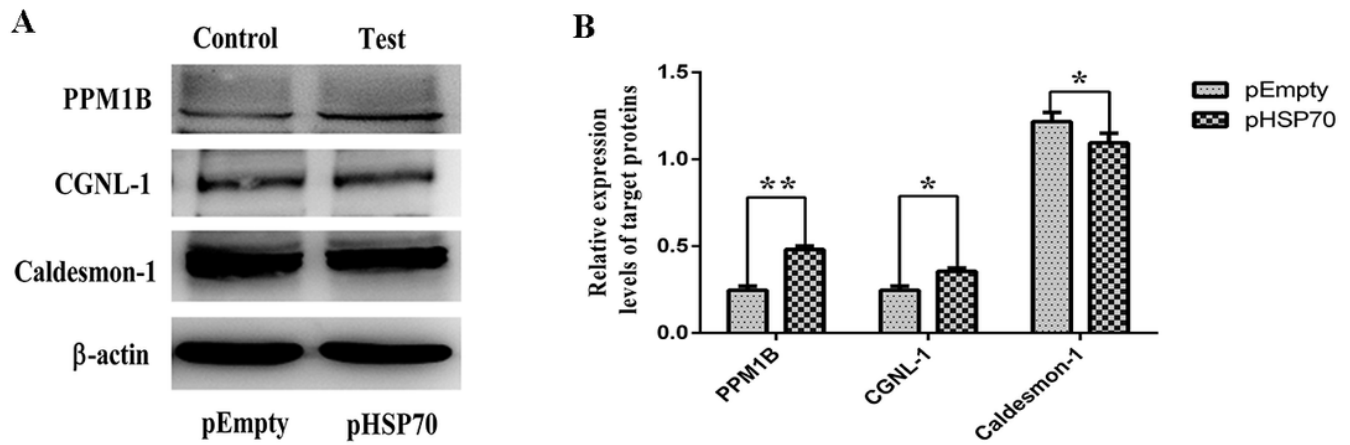 A
Control Test
PPM1B
CGNL-1
Caldesmon-1
β-actin
pEmpty pHSP70
B
Relative expression
levels of target proteins
1.5
1.0
0.5
0.0
**
*
*
PPM1B
CGNL-1
Caldesmon-1
pEmpty
pHSP70